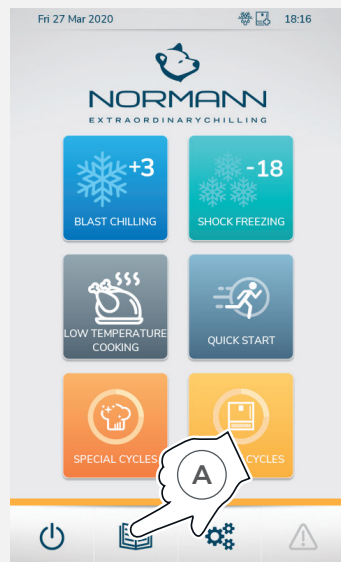 Fri 27 Mar 2020 18:16
NORMANN
EXTRAORDINARYCHILLING
+3
BLAST CHILLING
-18
SHOCK FREEZING
LOW TEMPERATURE
COOKING
QUICK START
SPECIAL CYCLES
CYCLES
A